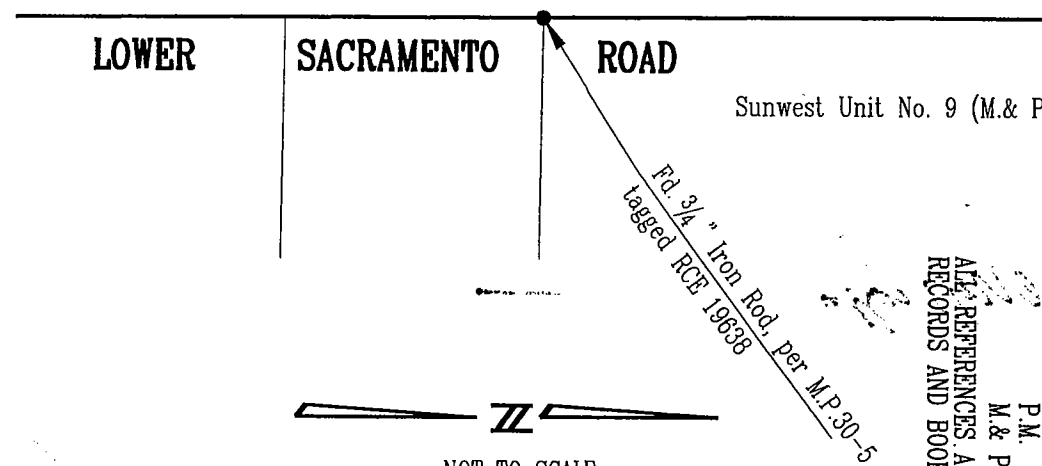 LOWER SACRAMENTO ROAD
Sunwest Unit No. 9 (M.& P
Fd. 3/4 " Iron Rod, per M.P.30-5
tagged RCE 19638
P.M.
M.& P
ALL REFERENCES A
RECORDS AND BOO
N
NOT TO SCALE